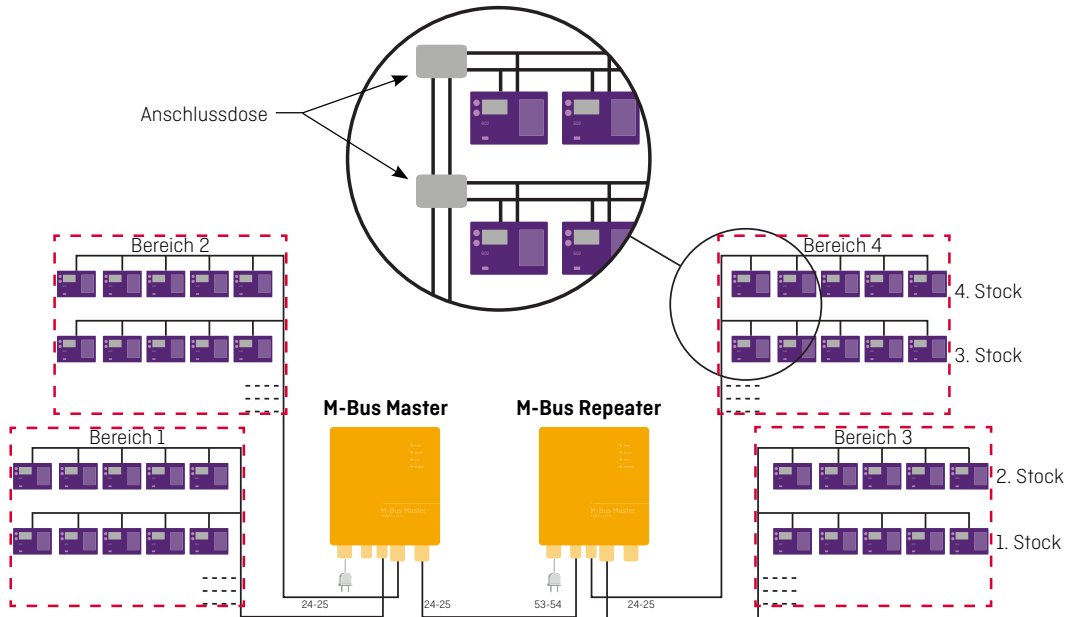 Anschlussdose
Bereich 2
Bereich 4
4. Stock
3. Stock
M-Bus Master
M-Bus Repeater
Bereich 1
Bereich 3
2. Stock
1. Stock
M-Bus Master
M-Bus Master
24-25
24-25
53-54
24-25